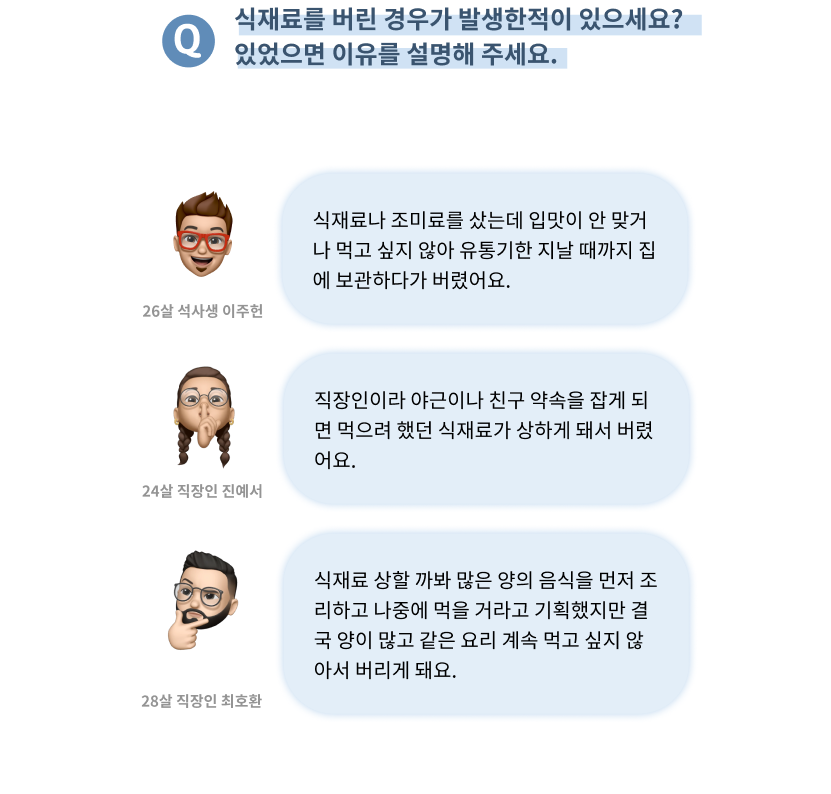 Q
식재료를 버린 경우가 발생한적이 있으세요?
있었으면 이유를 설명해 주세요.
식재료나 조미료를 샀는데 입맛이 안 맞거
나 먹고 싶지 않아 유통기한 지날 때까지 집
에 보관하다가 버렸어요.
26살 석사생 이주헌
직장인이라 야근이나 친구 약속을 잡게 되
면 먹으려 했던 식재료가 상하게 돼서 버렸
어요.
24살 직장인 진예서
식재료 상할 까봐 많은 양의 음식을 먼저 조
리하고 나중에 먹을 거라고 기획했지만 결
국 양이 많고 같은 요리 계속 먹고 싶지 않
아서 버리게 돼요.
28살 직장인 최호환